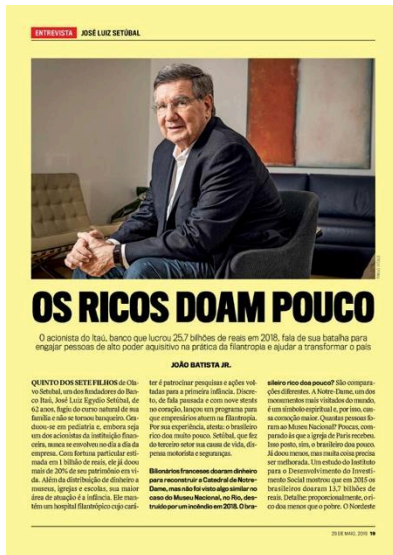 ENTREVISTA JOSÉ LUIZ SETÚBAL
OS RICOS DOAM POUCO
O acionista do Itaú, banco que lucrou 25,7 bilhões de reais em 2018, fala de sua batalha para
engajar pessoas de alto poder aquisitivo na prática da filantropia e ajudar a transformar o país
JOÃO BATISTA JR.
QUINTO DOS SETE FILHOS de Ola-
vo Setubal, um dos fundadores do Ban-
co Itaú, José Luiz Egydio Setúbal, de
62 anos, fugiu do curso natural de sua
família e não se tornou banqueiro. Gra-
duou-se em pediatria e, embora seja
um dos acionistas da instituição finan-
ceira, nunca se envolveu no dia a dia da
empresa. Com fortuna particular esti-
mada em 1 bilhão de reais, ele já doou
mais de 20% de seu patrimônio em vi-
da. Além da distribuição de dinheiro a
museus, igrejas e escolas, sua maior
área de atuação é a infância. Ele man-
tém um hospital filantrópico cujo cará-
ter é patrocinar pesquisas e ações vol-
tadas para a primeira infância. Discre-
to, de fala pausada e com nove stents
no coração, lançou um programa para
que empresários atuem na filantropia.
Por sua experiência, atesta: o brasilei-
ro rico doa muito pouco. Setúbal, que fez
do terceiro setor sua causa de vida, dis-
pensa motorista e seguranças.
Bilionários franceses doaram dinheiro
para reconstruir a Catedral de Notre-
Dame, mas não foi visto algo similar no
caso do Museu Nacional, no Rio, des-
truído por um incêndio em 2018. O bra-
sileiro rico doa pouco? São compara-
ções diferentes. A Notre-Dame, um dos
monumentos mais visitados do mundo,
é um símbolo espiritual e, por isso, cau-
sa comoção maior. Quantas pessoas fo-
ram ao Museu Nacional? Poucas, com-
parado às que a igreja de Paris recebeu.
Isso posto, sim, o brasileiro doa pouco.
Já doou menos, mas muita coisa precisa
ser melhorada. Um estudo do Instituto
para o Desenvolvimento do Investi-
mento Social mostrou que em 2015 os
brasileiros doaram 13,7 bilhões de
reais. Detalhe: proporcionalmente, o ri-
co doa menos que o pobre. O Nordeste
29 DE MAIO, 2019 19